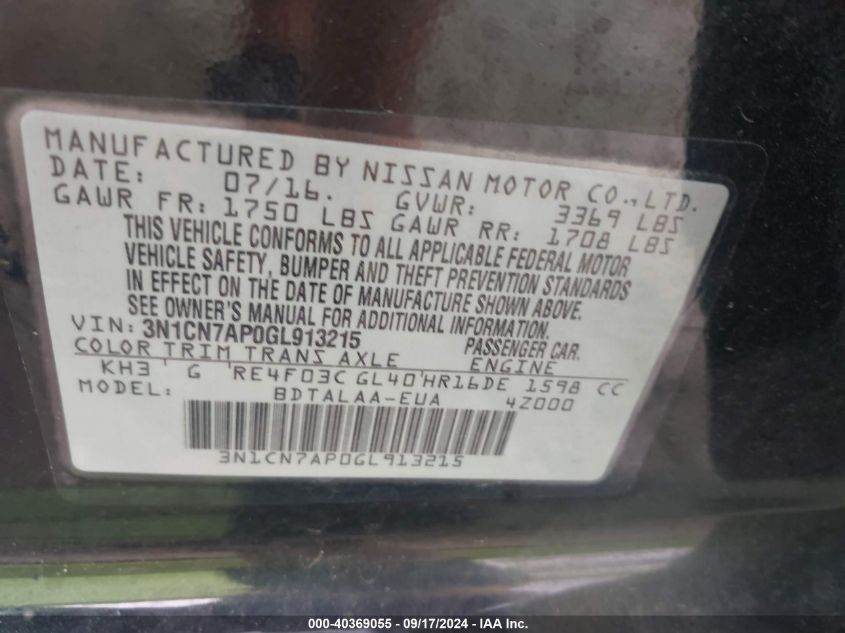 MANUFACTURED BY NISSAN MOTOR CO., LTD.
DATE: 07/16. GVWR: 3369 LBS
GAWR FR: 1750 LBS GAWR RR: 1708 LBS
THIS VEHICLE CONFORMS TO ALL APPLICABLE FEDERAL MOTOR
VEHICLE SAFETY, BUMPER AND THEFT PREVENTION STANDARDS
IN EFFECT ON THE DATE OF MANUFACTURE SHOWN ABOVE.
SEE OWNER'S MANUAL FOR ADDITIONAL INFORMATION.
VIN: 3N1CN7AP0GL913215 PASSENGER CAR.
COLOR TRIM TRANS AXLE ENGINE
KH3 G RE4F03C GL40 HR16DE 1598 CC
MODEL: BDTALAA-EUA 4Z000
3N1CN7AP0GL913215
000-40369055 - 09/17/2024 - www.iaai.com/